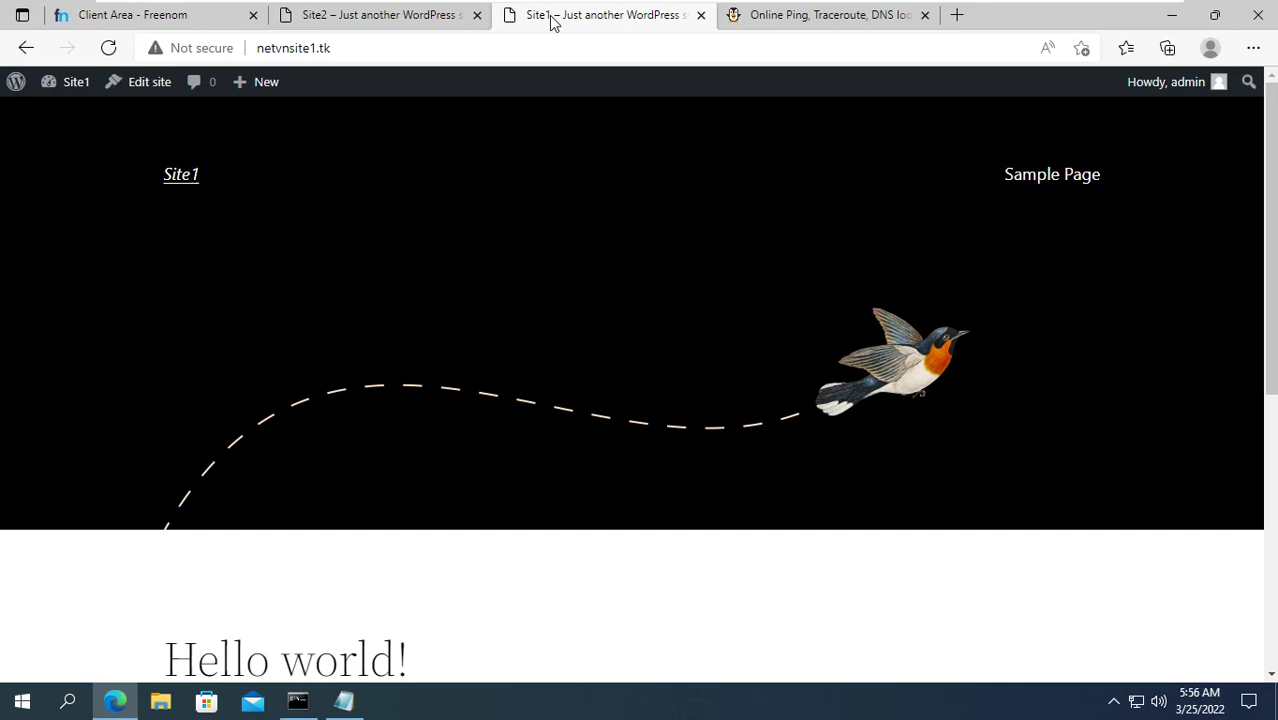 Client Area - Freenom
Site2 – Just another WordPress s
Site1 – Just another WordPress s
Online Ping, Traceroute, DNS loo
Not secure
netvnsite1.tk
Site1
Edit site
0
New
Howdy, admin
Site1
Sample Page
Hello world!
5:56 AM
3/25/2022